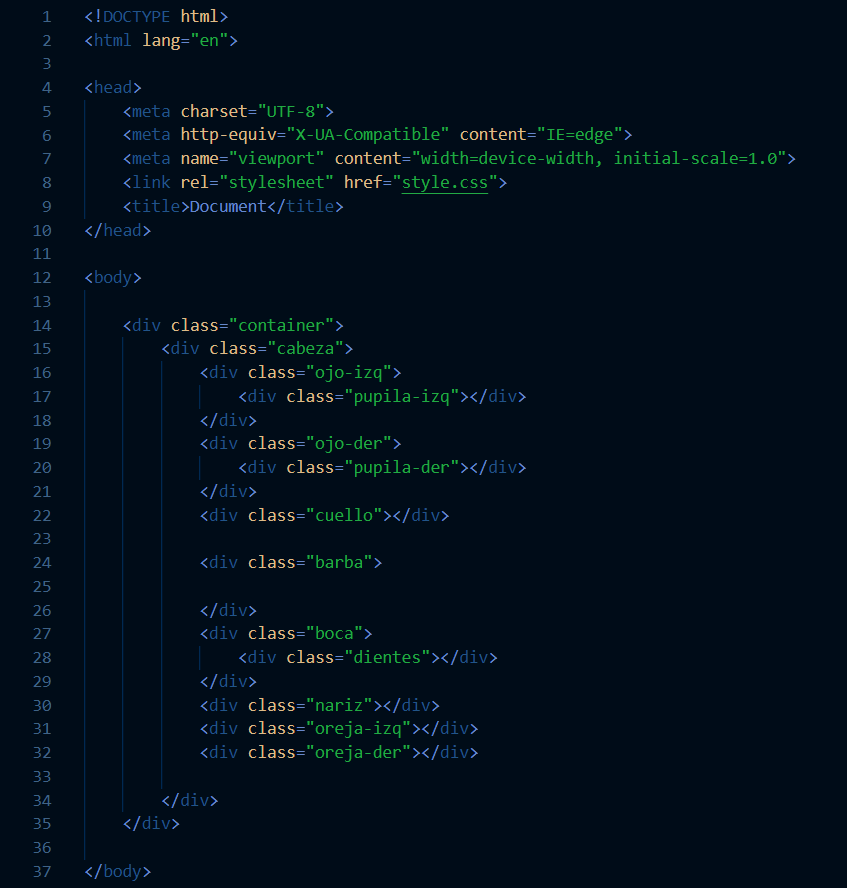 1 <!DOCTYPE html>
2 <html lang="en">
3
4 <head>
5     <meta charset="UTF-8">
6     <meta http-equiv="X-UA-Compatible" content="IE=edge">
7     <meta name="viewport" content="width=device-width, initial-scale=1.0">
8     <link rel="stylesheet" href="style.css">
9     <title>Document</title>
10 </head>
11
12 <body>
13
14     <div class="container">
15         <div class="cabeza">
16             <div class="ojo-izq">
17                 <div class="pupila-izq"></div>
18             </div>
19             <div class="ojo-der">
20                 <div class="pupila-der"></div>
21             </div>
22             <div class="cuello"></div>
23
24             <div class="barba">
25
26             </div>
27             <div class="boca">
28                 <div class="dientes"></div>
29             </div>
30             <div class="nariz"></div>
31             <div class="oreja-izq"></div>
32             <div class="oreja-der"></div>
33
34         </div>
35     </div>
36
37 </body>